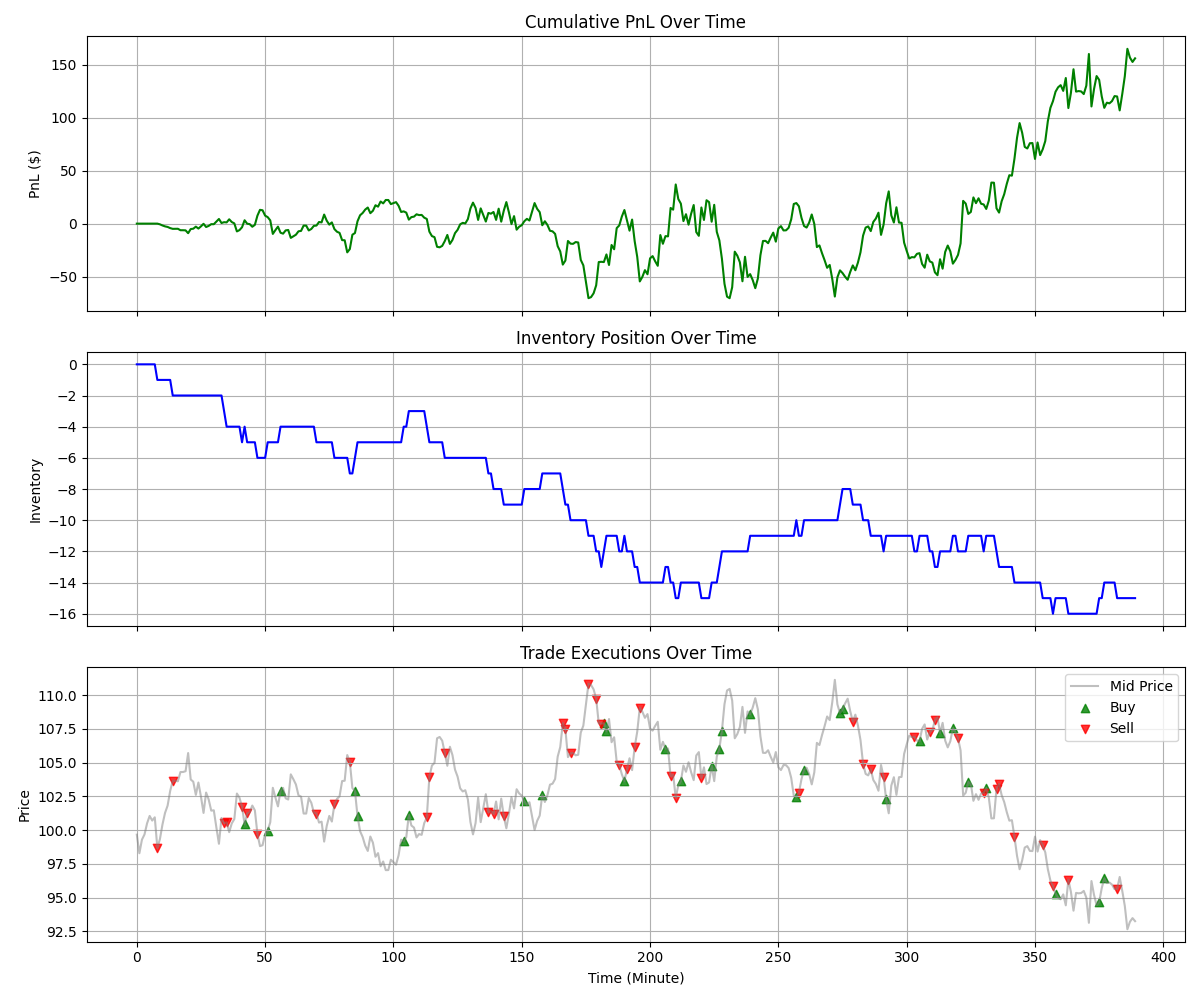 Cumulative PnL Over Time
150
100
50
0
−50
PnL ($)
Inventory Position Over Time
0
−2
−4
−6
−8
−10
−12
−14
−16
Inventory
Trade Executions Over Time
110.0
107.5
105.0
102.5
100.0
97.5
95.0
92.5
Price
Mid Price
Buy
Sell
0 50 100 150 200 250 300 350 400
Time (Minute)